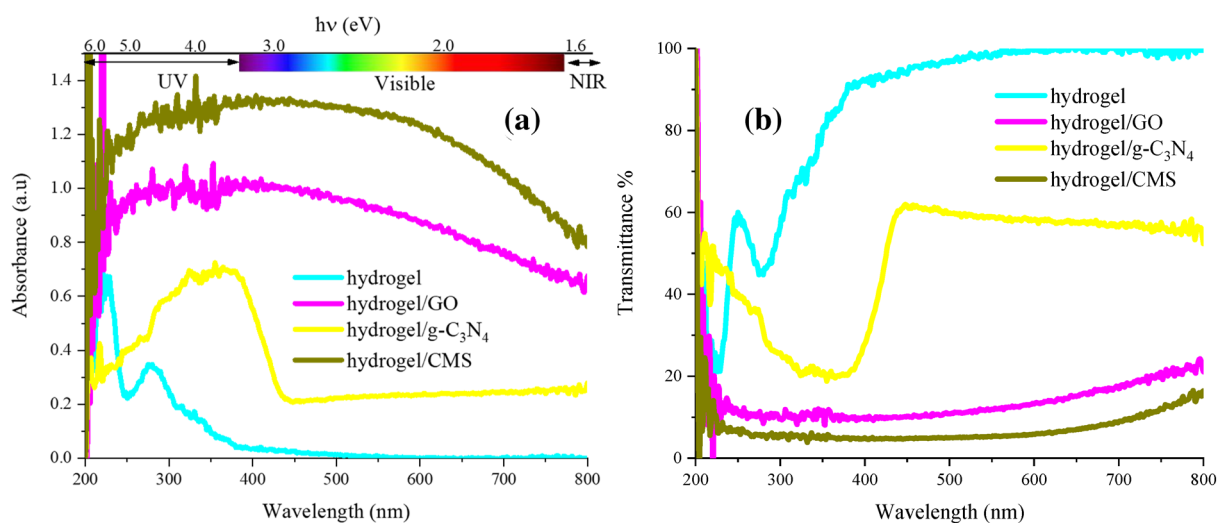 hν (eV)
6.0 5.0 4.0 3.0 2.0 1.6
UV Visible NIR
(a)
Absorbance (a.u)
1.4
1.2
1.0
0.8
0.6
0.4
0.2
0.0
hydrogel
hydrogel/GO
hydrogel/g-C₃N₄
hydrogel/CMS
200 300 400 500 600 700 800
Wavelength (nm)
(b)
Transmittance %
100
80
60
40
20
0
hydrogel
hydrogel/GO
hydrogel/g-C₃N₄
hydrogel/CMS
200 300 400 500 600 700 800
Wavelength (nm)